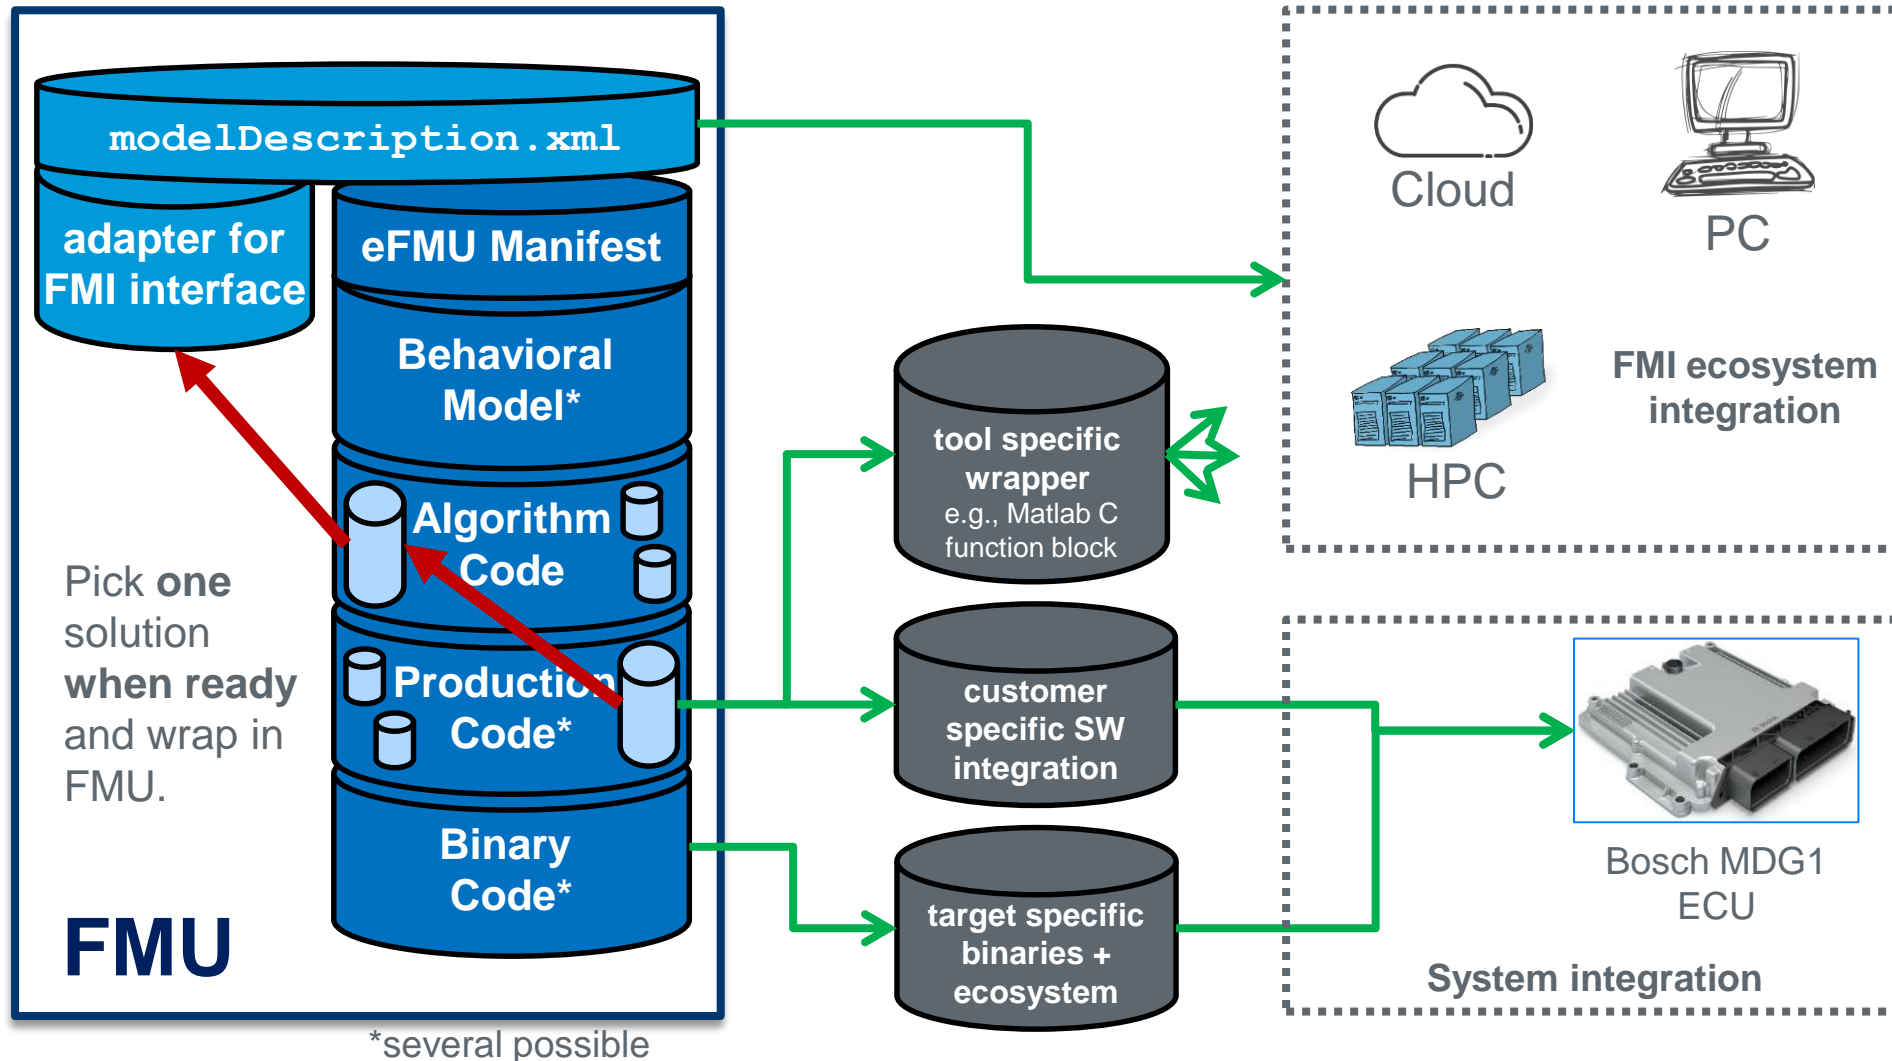 modelDescription.xml
adapter for
FMI interface
eFMU Manifest
Behavioral
Model*
Algorithm
Code
Production
Code*
Binary
Code*
Pick one
solution
when ready
and wrap in
FMU.
FMU
*several possible
tool specific
wrapper
e.g., Matlab C
function block
customer
specific SW
integration
target specific
binaries +
ecosystem
Cloud
PC
HPC
FMI ecosystem
integration
Bosch MDG1
ECU
System integration